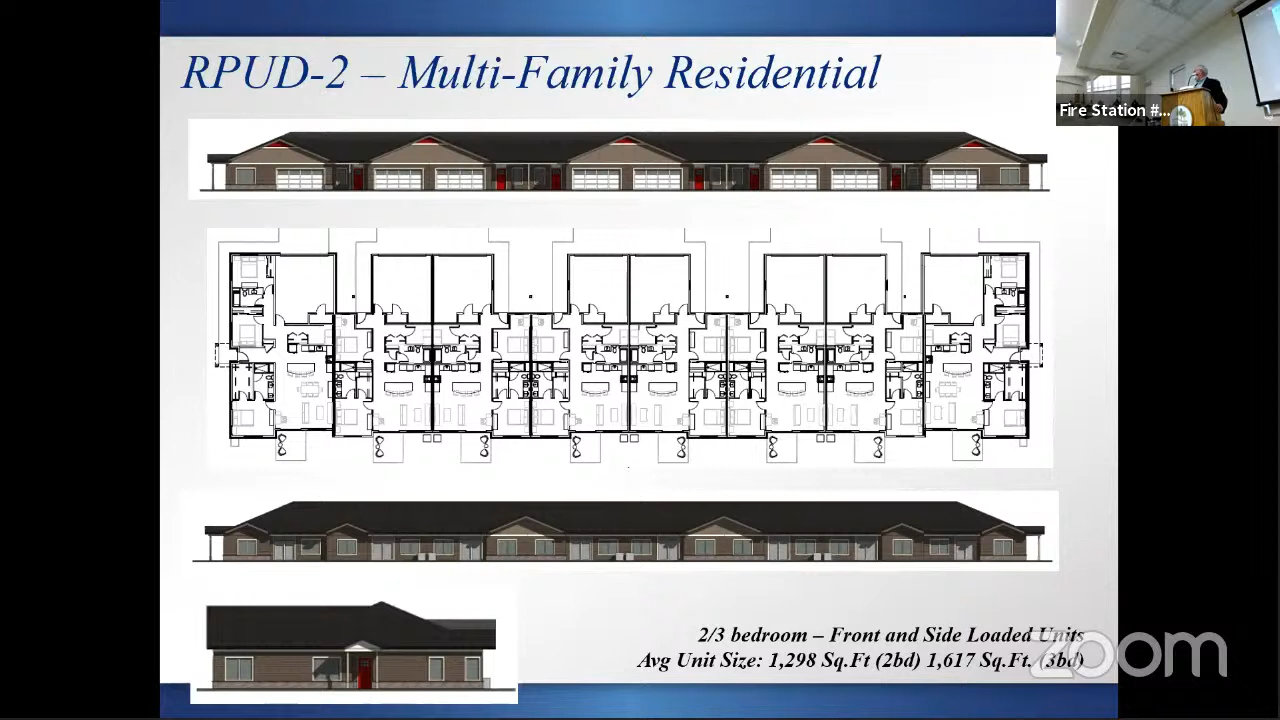 RPUD-2 – Multi-Family Residential
Fire Station #...
2/3 bedroom – Front and Side Loaded Units
Avg Unit Size: 1,298 Sq.Ft (2bd) 1,617 Sq.Ft. (3bd)
zoom